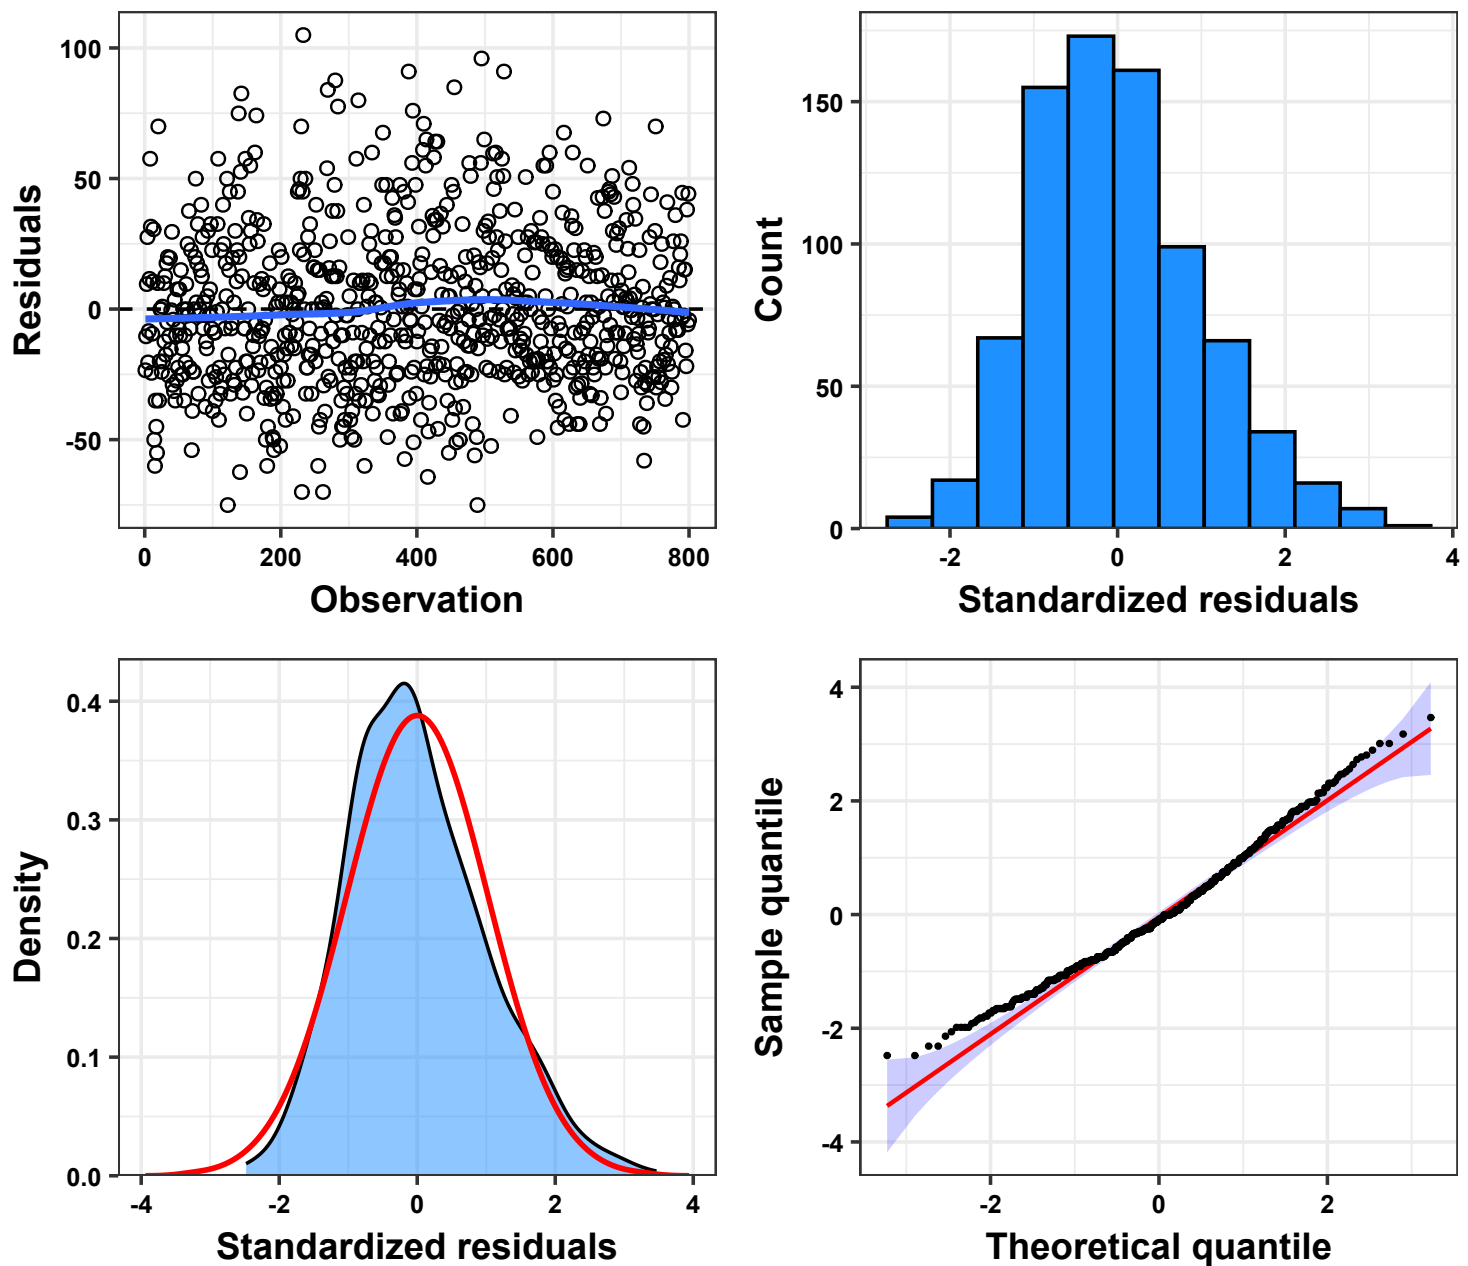 100
50
0
-50
Residuals
0 200 400 600 800
Observation
150
100
50
0
Count
-2 0 2 4
Standardized residuals
0.4
0.3
0.2
0.1
0.0
Density
-4 -2 0 2 4
Standardized residuals
4
2
0
-2
-4
Sample quantile
-2 0 2
Theoretical quantile